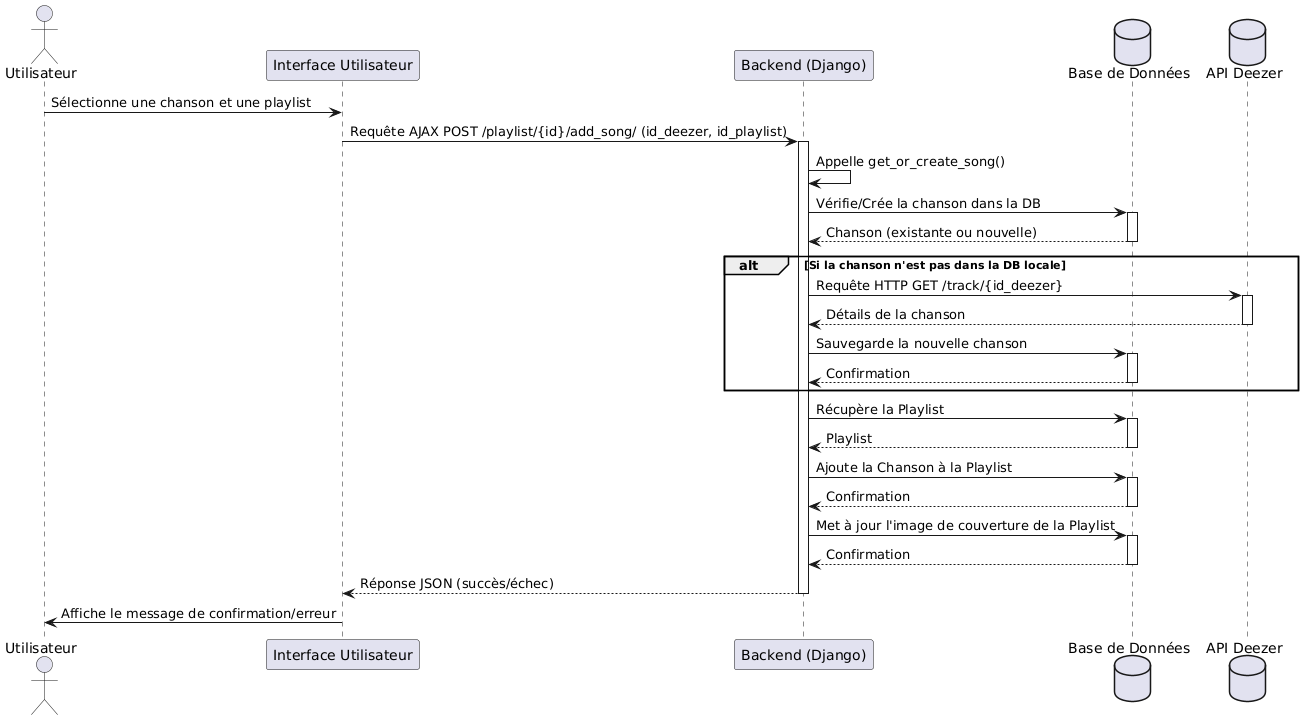 Utilisateur
Interface Utilisateur
Backend (Django)
Base de Données
API Deezer
Sélectionne une chanson et une playlist
Requête AJAX POST /playlist/{id}/add_song/ (id_deezer, id_playlist)
Appelle get_or_create_song()
Vérifie/Crée la chanson dans la DB
Chanson (existante ou nouvelle)
alt
[Si la chanson n'est pas dans la DB locale]
Requête HTTP GET /track/{id_deezer}
Détails de la chanson
Sauvegarde la nouvelle chanson
Confirmation
Récupère la Playlist
Playlist
Ajoute la Chanson à la Playlist
Confirmation
Met à jour l'image de couverture de la Playlist
Confirmation
Réponse JSON (succès/échec)
Affiche le message de confirmation/erreur
Utilisateur
Interface Utilisateur
Backend (Django)
Base de Données
API Deezer